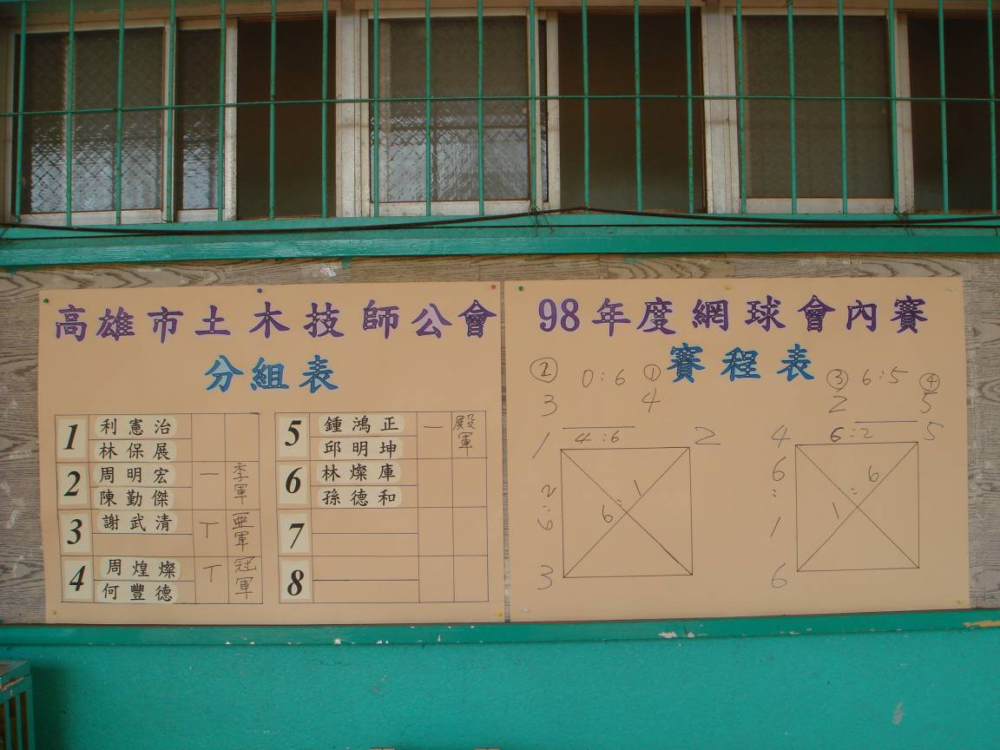 高雄市土木技師公會
分組表
1 利憲治
林保展
2 周明宏 一 季軍
陳勤傑
3 謝武清 丅 亞軍
4 周煌燦 丅 冠軍
何豐德
5 鍾鴻正 一 殿軍
邱明坤
6 林燦庫
孫德和
7
8
98年度網球會內賽
賽程表
② 0:6 ①
3 4
1 4:6 2
2:6
6:1
3
③ 6:5 ④
2 5
4 6:2 5
6:1
1:6
6